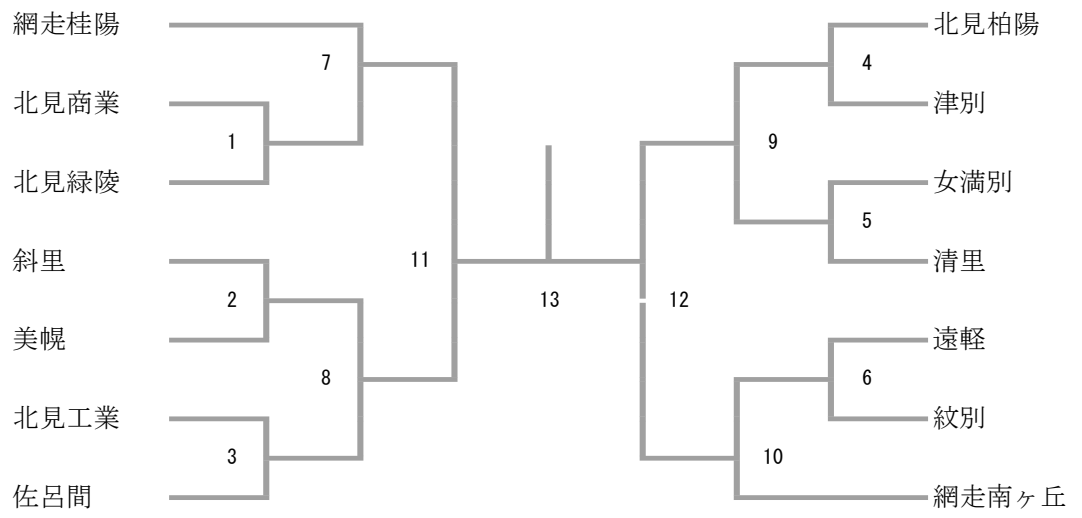 網走桂陽
北見商業
北見緑陵
斜里
美幌
北見工業
佐呂間
7
1
2
8
3
11
13
12
4
9
5
6
10
北見柏陽
津別
女満別
清里
遠軽
紋別
網走南ヶ丘